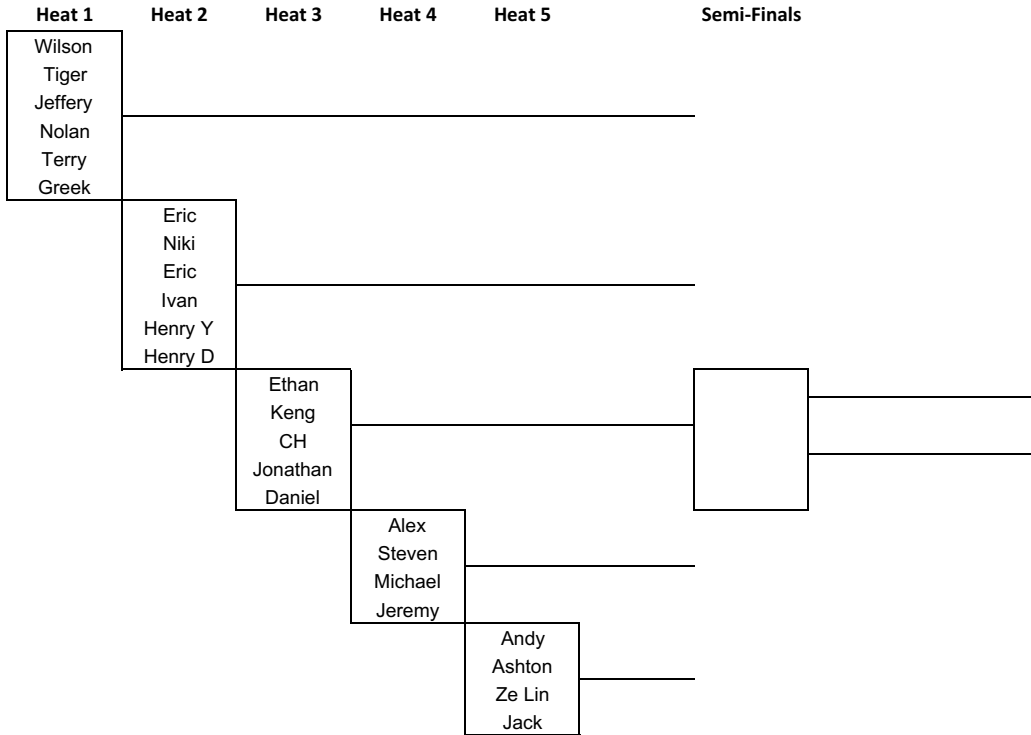 Heat 1 Heat 2 Heat 3 Heat 4 Heat 5 Semi-Finals
Wilson
Tiger
Jeffery
Nolan
Terry
Greek
Eric
Niki
Eric
Ivan
Henry Y
Henry D
Ethan
Keng
CH
Jonathan
Daniel
Alex
Steven
Michael
Jeremy
Andy
Ashton
Ze Lin
Jack